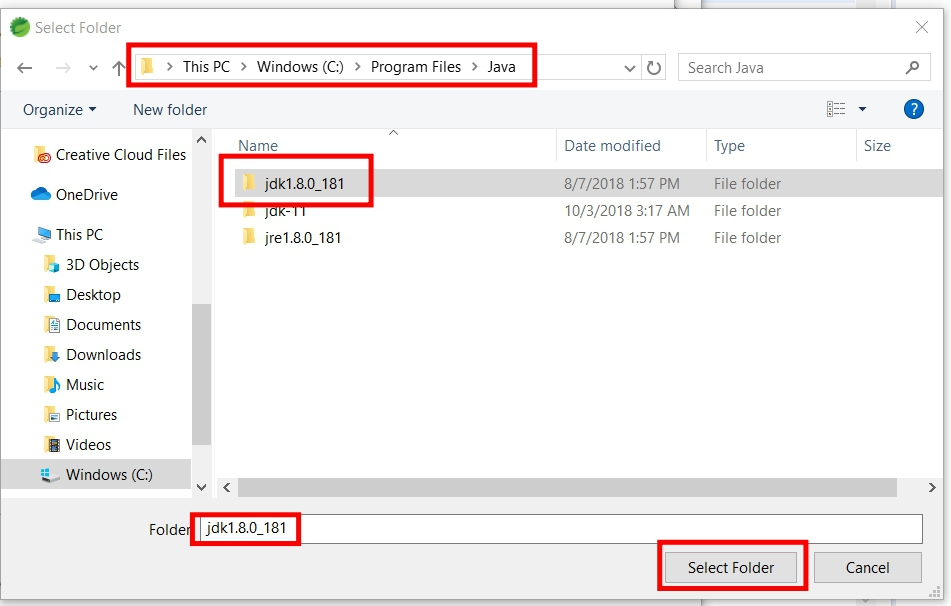 Select Folder
This PC > Windows (C:) > Program Files > Java
Search Java
Organize
New folder
?
Name
Date modified
Type
Size
jdk1.8.0_181 8/7/2018 1:57 PM File folder
jdk-11 10/3/2018 3:17 AM File folder
jre1.8.0_181 8/7/2018 1:57 PM File folder
Creative Cloud Files
OneDrive
This PC
3D Objects
Desktop
Documents
Downloads
Music
Pictures
Videos
Windows (C:)
Folder jdk1.8.0_181
Select Folder
Cancel